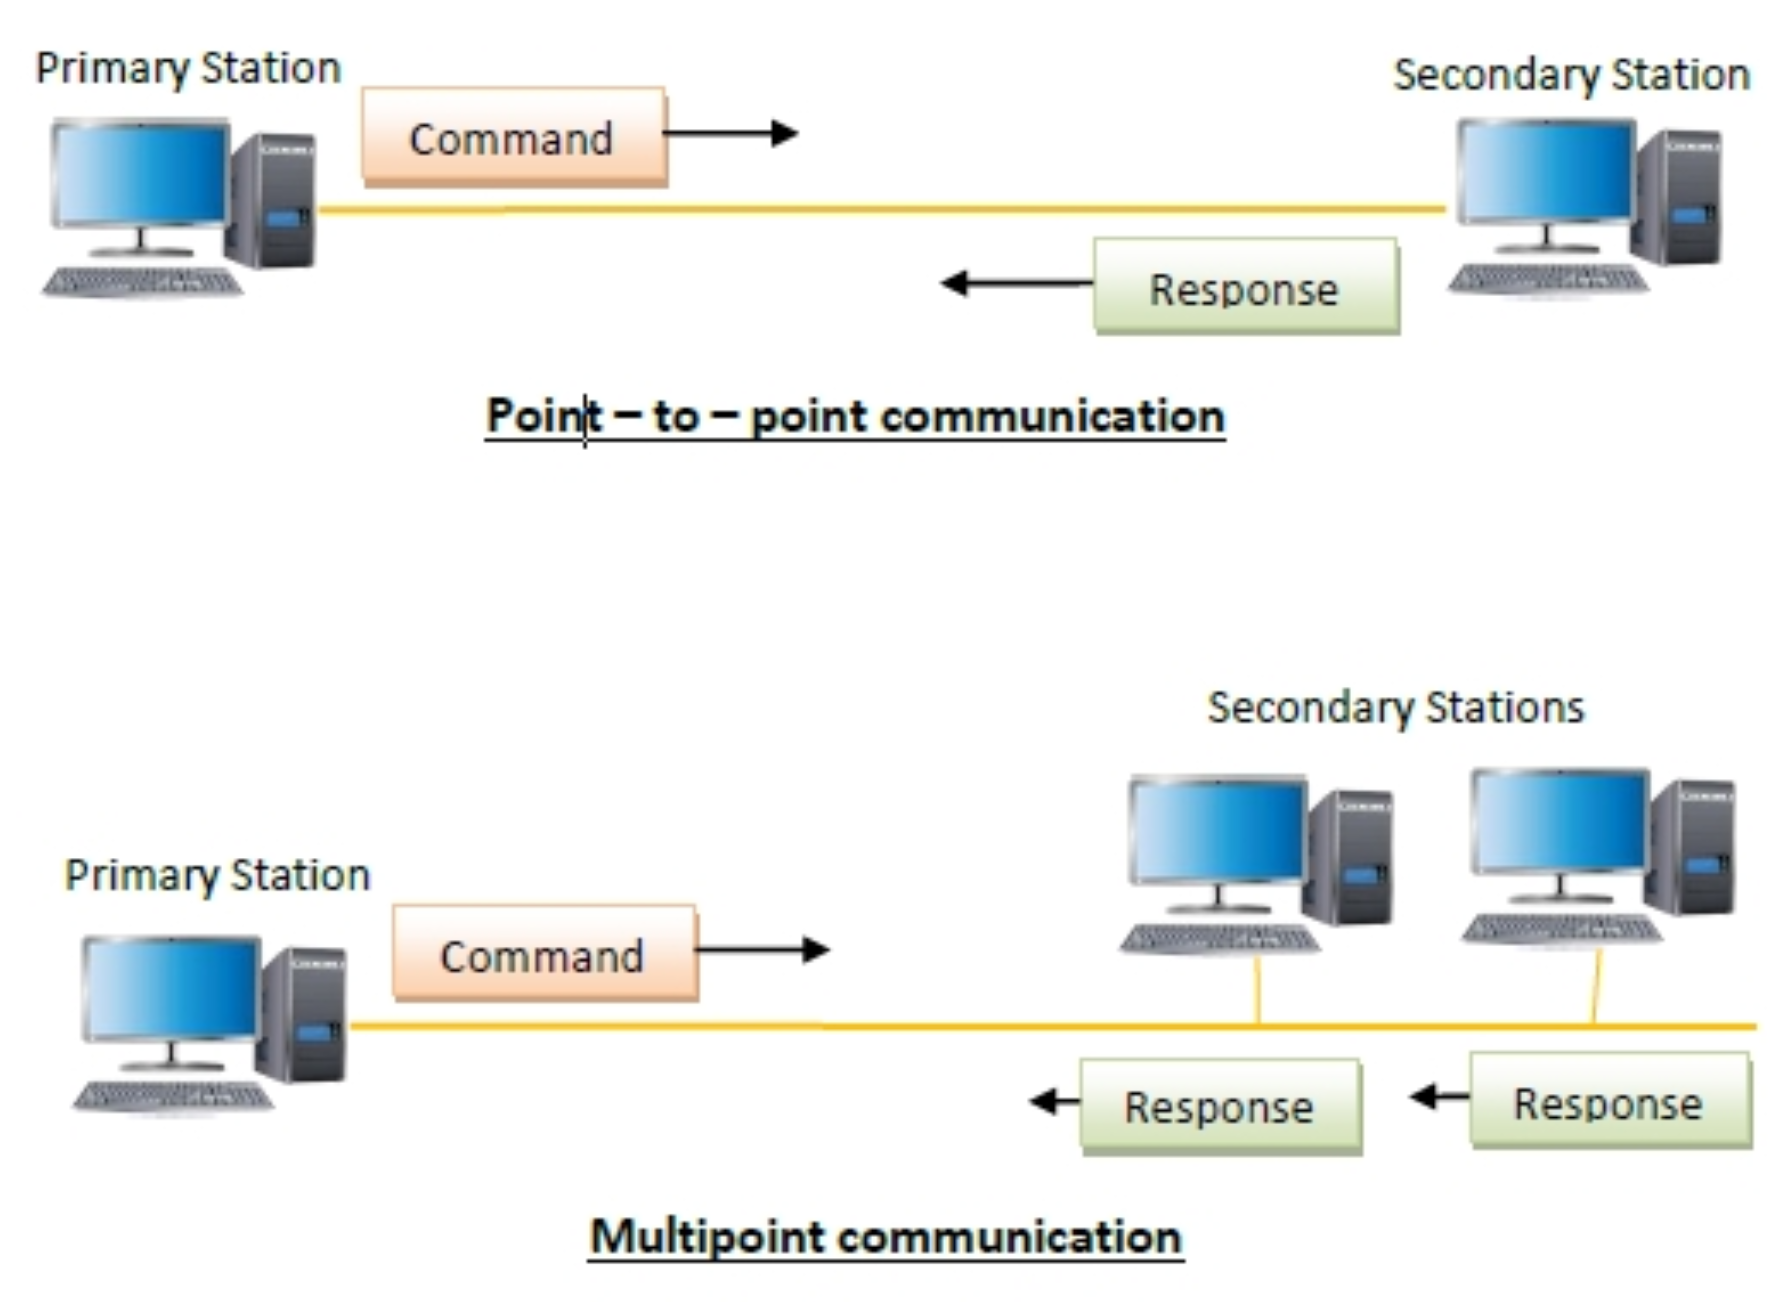 Primary Station
Secondary Station
Command
Response
Point – to – point communication
Secondary Stations
Primary Station
Command
Response
Response
Multipoint communication